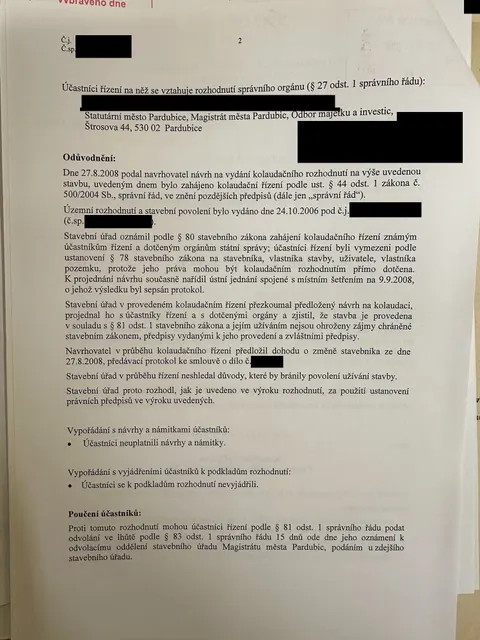 vybraného dne
Č.j.
Č.sp.
2
Účastníci řízení na něž se vztahuje rozhodnutí správního orgánu (§ 27 odst. 1 správního řádu):
Statutární město Pardubice, Magistrát města Pardubic, Odbor majetku a investic,
Štrosova 44, 530 02 Pardubice
Odůvodnění:
Dne 27.8.2008 podal navrhovatel návrh na vydání kolaudačního rozhodnutí na výše uvedenou
stavbu, uvedeným dnem bylo zahájeno kolaudační řízení podle ust. § 44 odst. 1 zákona č.
500/2004 Sb., správní řád, ve znění pozdějších předpisů (dále jen „správní řád").
Územní rozhodnutí a stavební povolení bylo vydáno dne 24.10.2006 pod č.j.
(č.sp. ).
Stavební úřad oznámil podle § 80 stavebního zákona zahájení kolaudačního řízení známým
účastníkům řízení a dotčeným orgánům státní správy; účastníci řízení byli vymezeni podle
ustanovení § 78 stavebního zákona na stavebníka, vlastníka stavby, uživatele, vlastníka
pozemku, protože jeho práva mohou být kolaudačním rozhodnutím přímo dotčena.
K projednání návrhu současně nařídil ústní jednání spojené s místním šetřením na 9.9.2008,
o jehož výsledku byl sepsán protokol.
Stavební úřad v provedeném kolaudačním řízení přezkoumal předložený návrh na kolaudaci,
projednal ho s účastníky řízení a s dotčenými orgány a zjistil, že stavba je provedena
v souladu s § 81 odst. 1 stavebního zákona a jejím užíváním nejsou ohroženy zájmy chráněné
stavebním zákonem, předpisy vydanými k jeho provedení a zvláštními předpisy.
Navrhovatel v průběhu kolaudačního řízení předložil dohodu o změně stavebníka ze dne
27.8.2008, předávací protokol ke smlouvě o dílo č.
Stavební úřad v průběhu řízení neshledal důvody, které by bránily povolení užívání stavby.
Stavební úřad proto rozhodl, jak je uvedeno ve výroku rozhodnutí, za použití ustanovení
právních předpisů ve výroku uvedených.
Vypořádání s návrhy a námitkami účastníků:
• Účastníci neuplatnili návrhy a námitky.
Vypořádání s vyjádřeními účastníků k podkladům rozhodnutí:
• Účastníci se k podkladům rozhodnutí nevyjádřili.
Poučení účastníků:
Proti tomuto rozhodnutí mohou účastníci řízení podle § 81 odst. 1 správního řádu podat
odvolání ve lhůtě podle § 83 odst. 1 správního řádu 15 dnů ode dne jeho oznámení k
odvolacímu oddělení stavebního úřadu Magistrátu města Pardubic, podáním u zdejšího
stavebního úřadu.